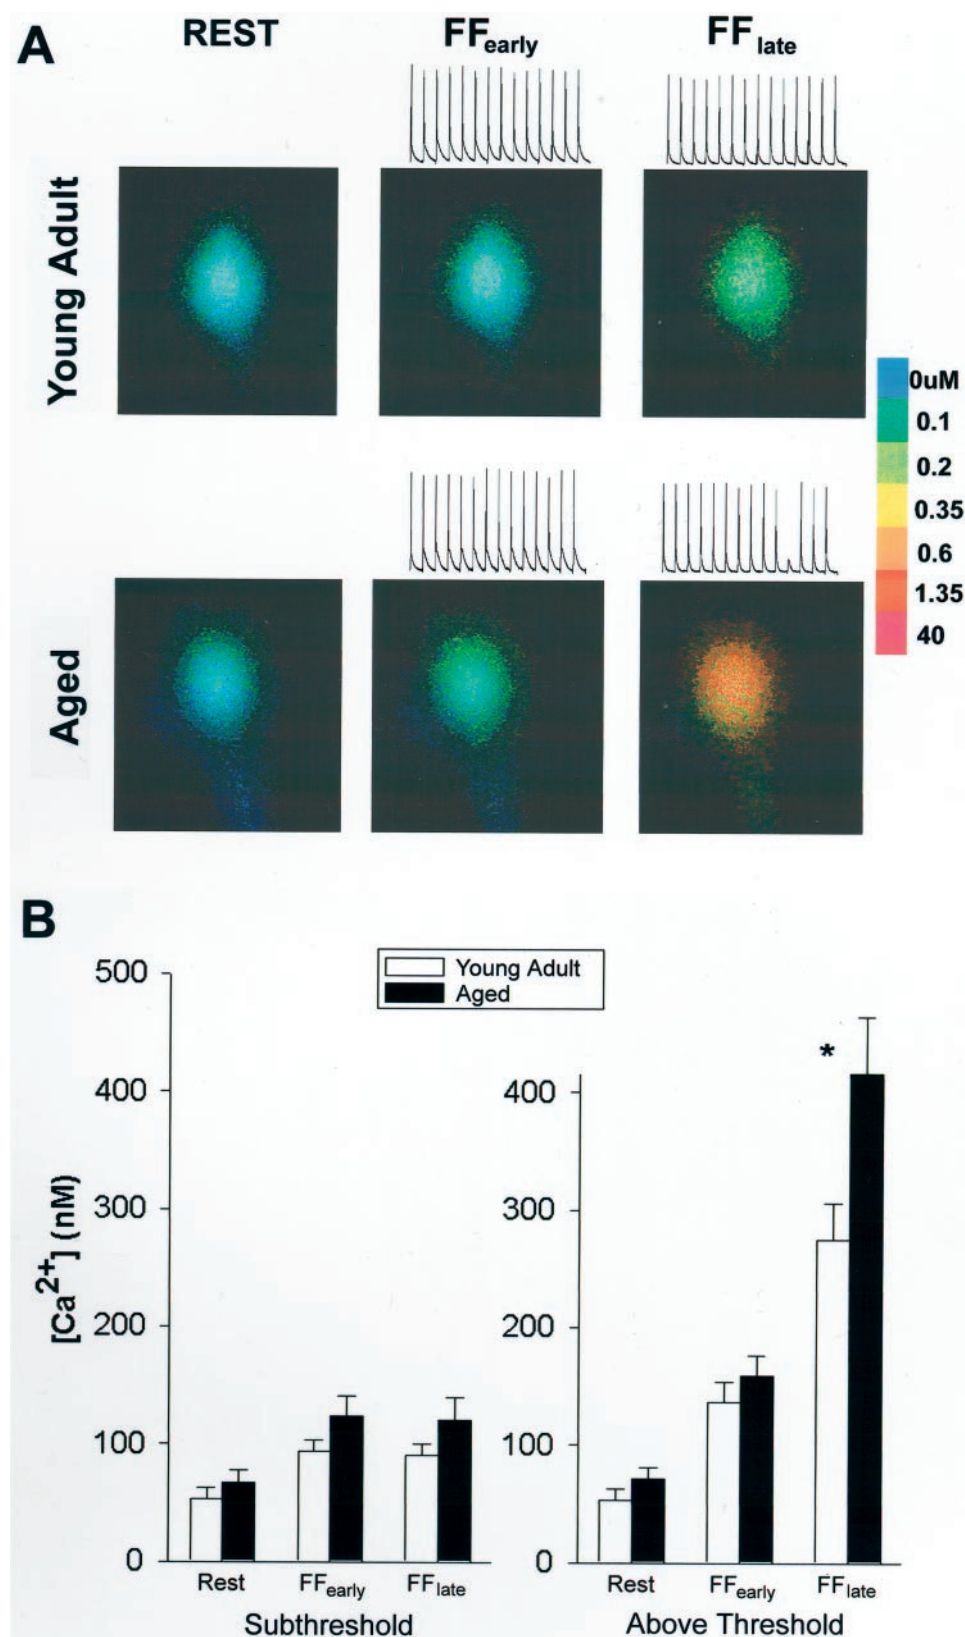 A
REST
FFearly
FFlate
Young Adult
0uM
0.1
0.2
0.35
0.6
1.35
40
Aged
B
Young Adult
Aged
[Ca2+] (nM)
500
400
300
200
100
0
Rest
FFearly
FFlate
Subthreshold
400
300
200
100
0
*
Rest
FFearly
FFlate
Above Threshold